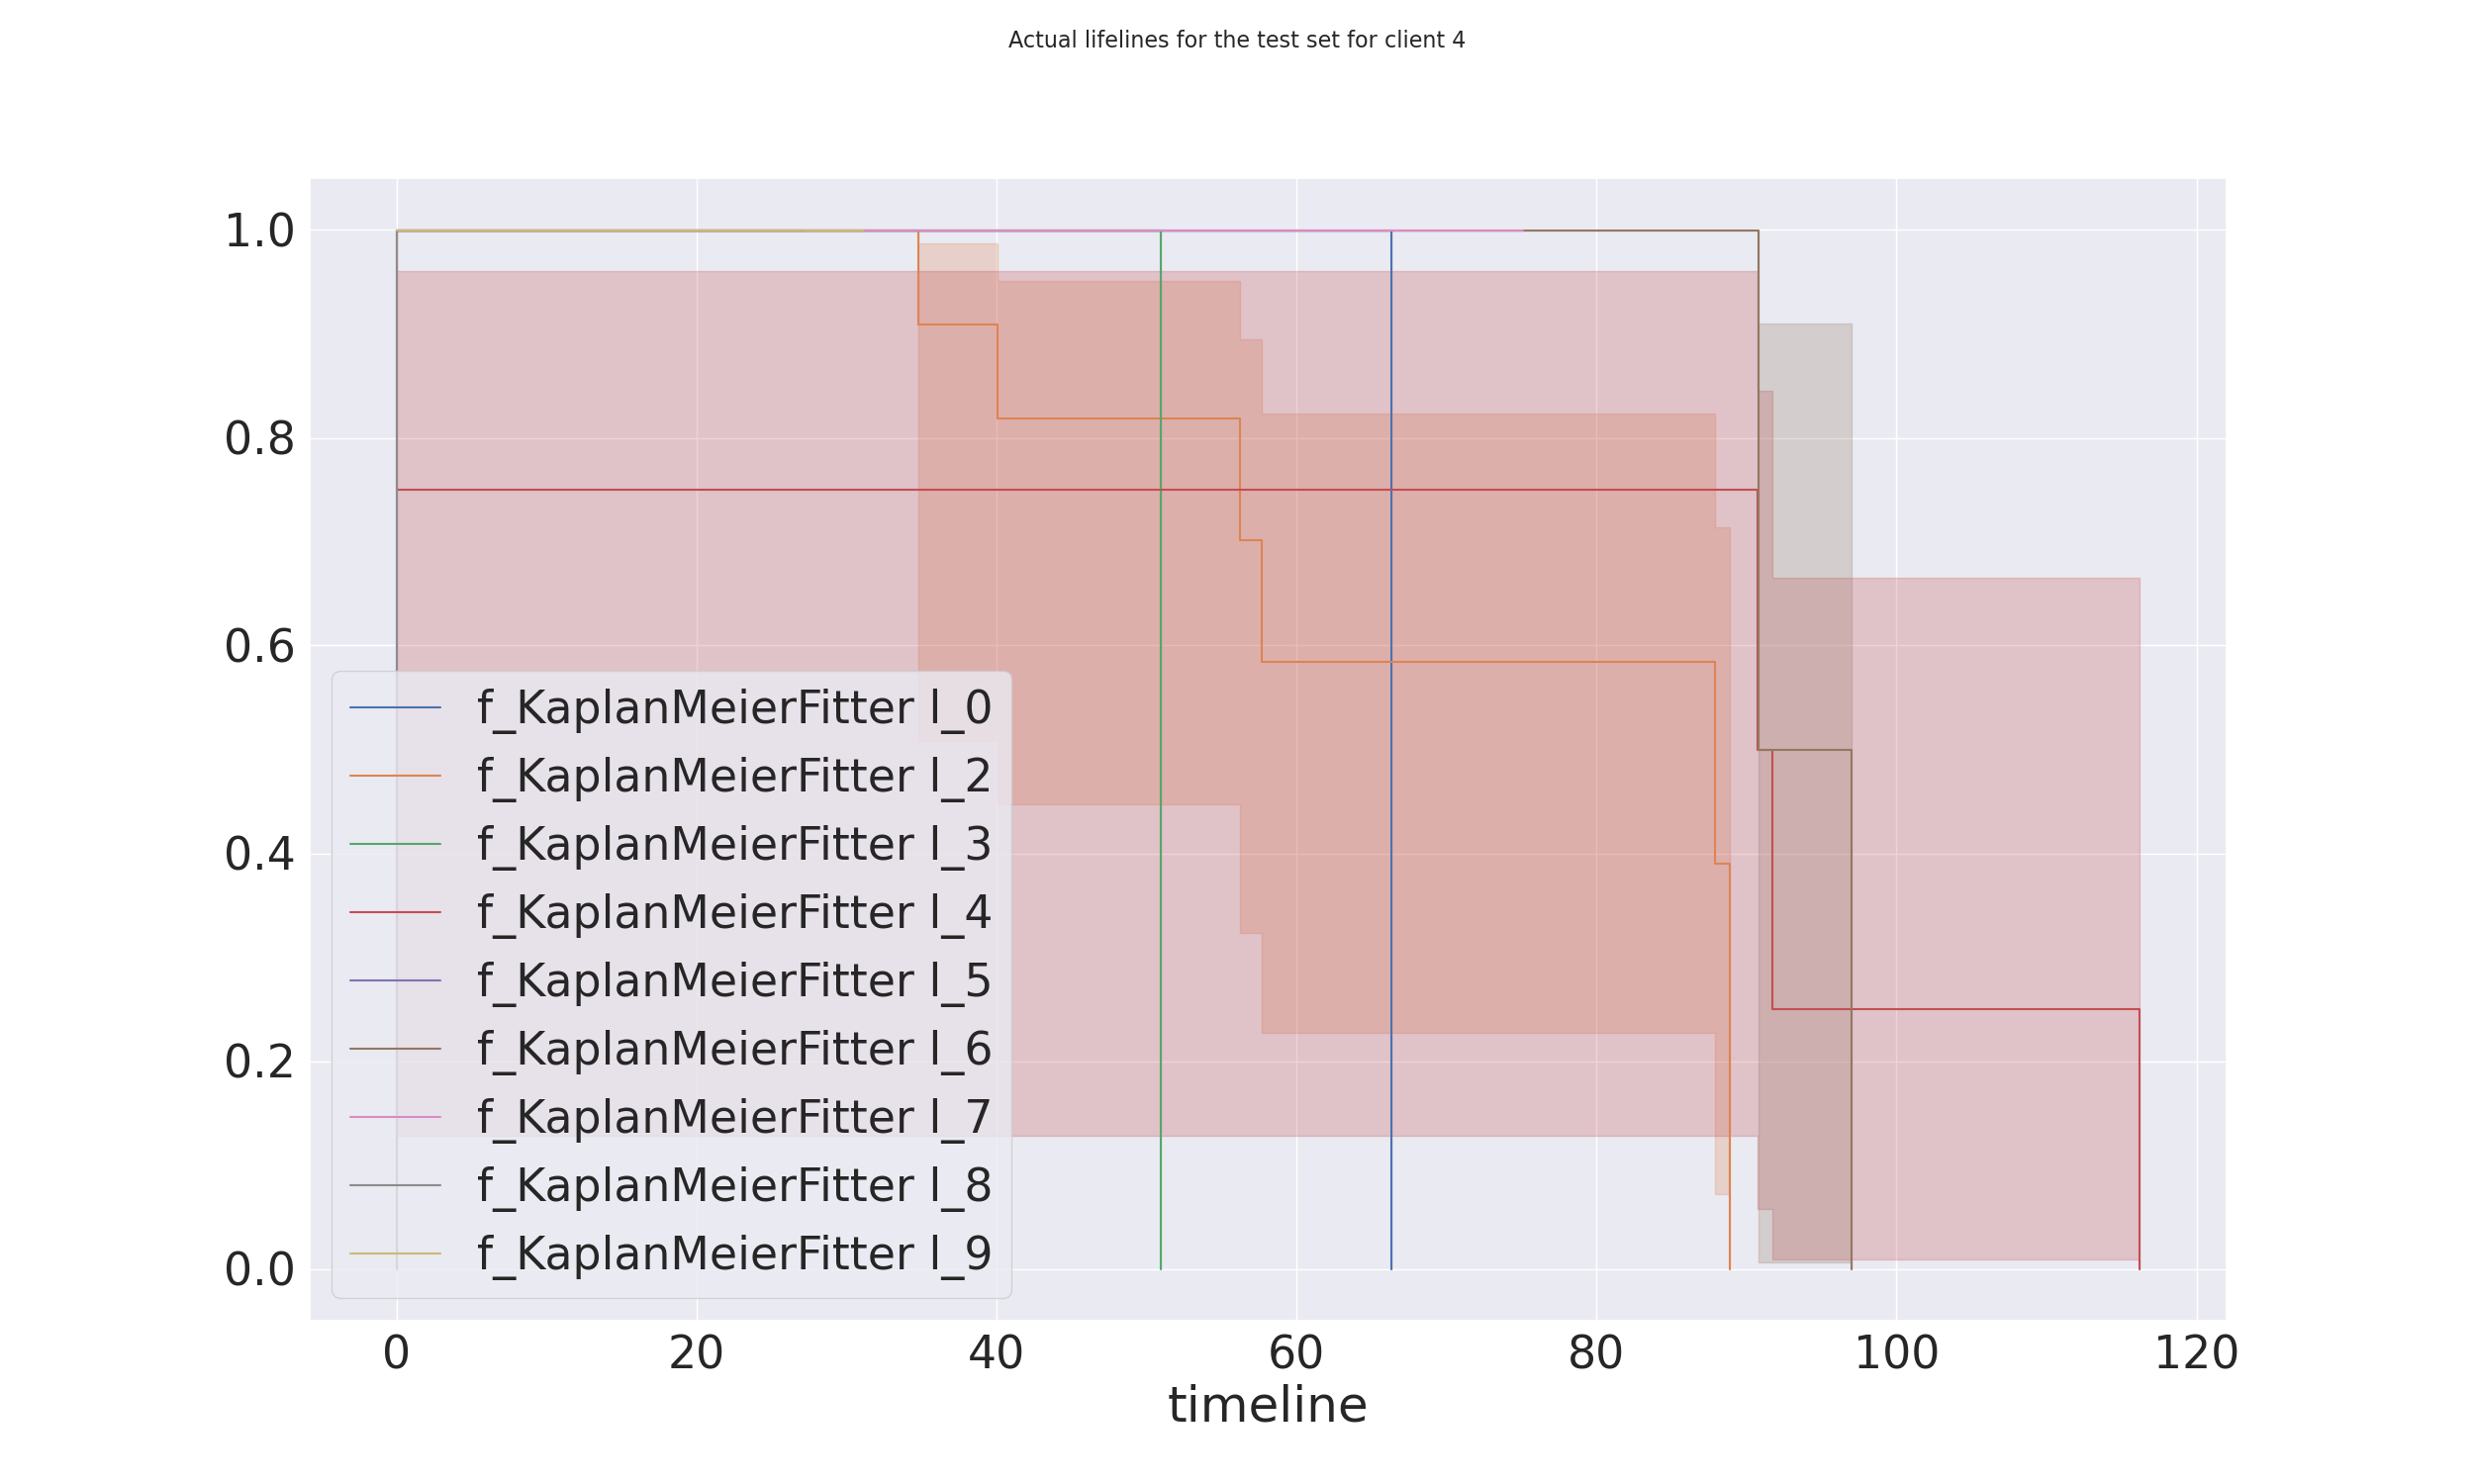 Actual lifelines for the test set for client 4
1.0
0.8
0.6
0.4
0.2
0.0
f_KaplanMeierFitter l_0
f_KaplanMeierFitter l_2
f_KaplanMeierFitter l_3
f_KaplanMeierFitter l_4
f_KaplanMeierFitter l_5
f_KaplanMeierFitter l_6
f_KaplanMeierFitter l_7
f_KaplanMeierFitter l_8
f_KaplanMeierFitter l_9
0 20 40 60 80 100 120
timeline